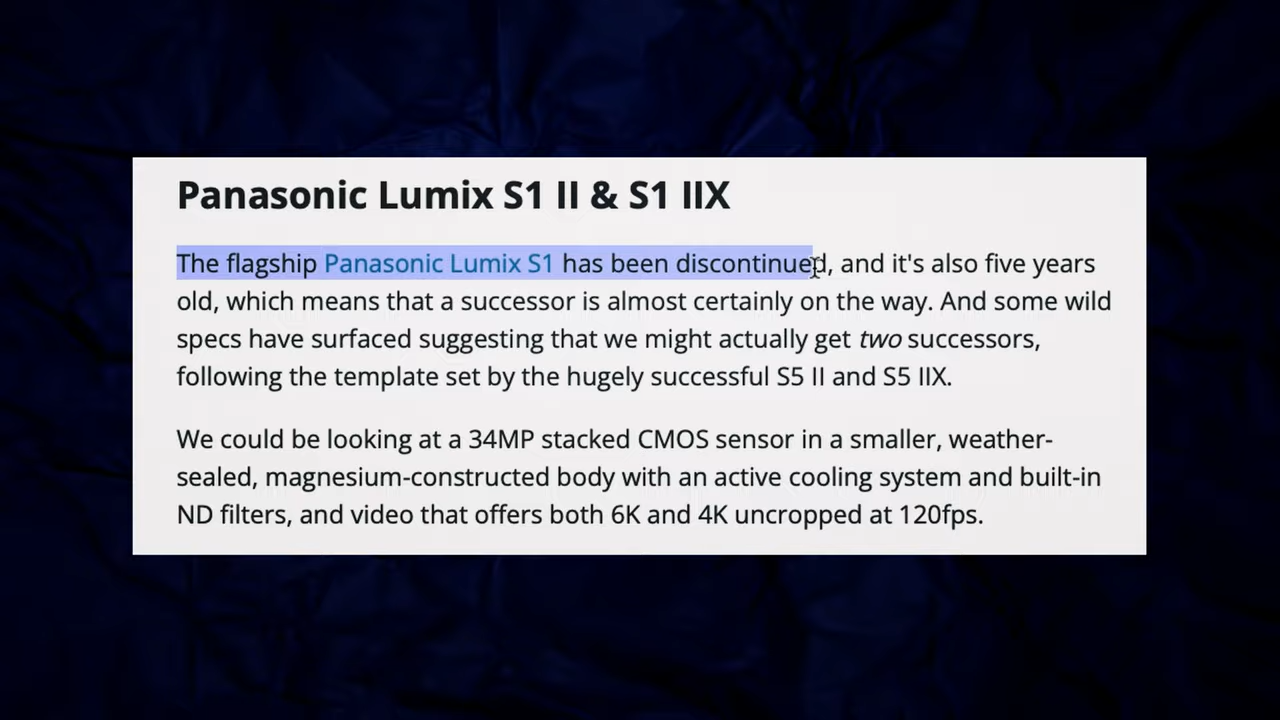 Panasonic Lumix S1 II & S1 IIX
The flagship Panasonic Lumix S1 has been discontinued, and it's also five years
old, which means that a successor is almost certainly on the way. And some wild
specs have surfaced suggesting that we might actually get two successors,
following the template set by the hugely successful S5 II and S5 IIX.
We could be looking at a 34MP stacked CMOS sensor in a smaller, weather-
sealed, magnesium-constructed body with an active cooling system and built-in
ND filters, and video that offers both 6K and 4K uncropped at 120fps.